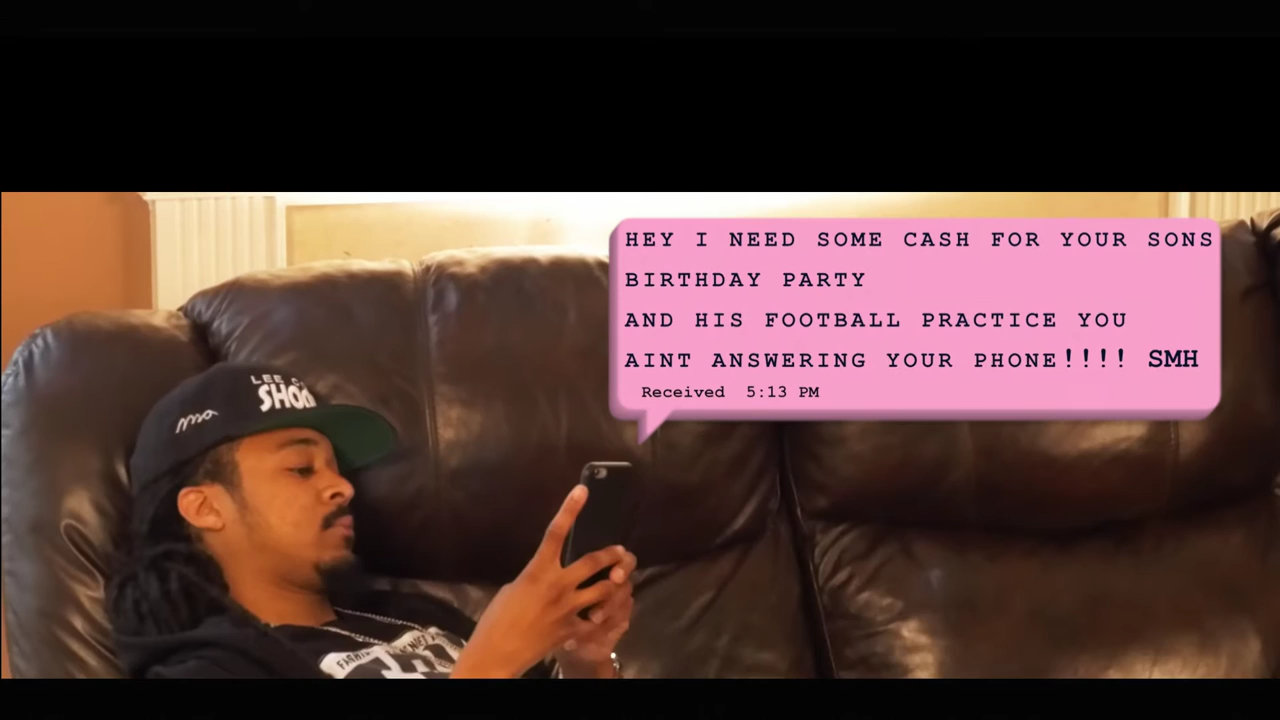 HEY I NEED SOME CASH FOR YOUR SONS
BIRTHDAY PARTY
AND HIS FOOTBALL PRACTICE YOU
AINT ANSWERING YOUR PHONE!!!! SMH
Received 5:13 PM
LEE